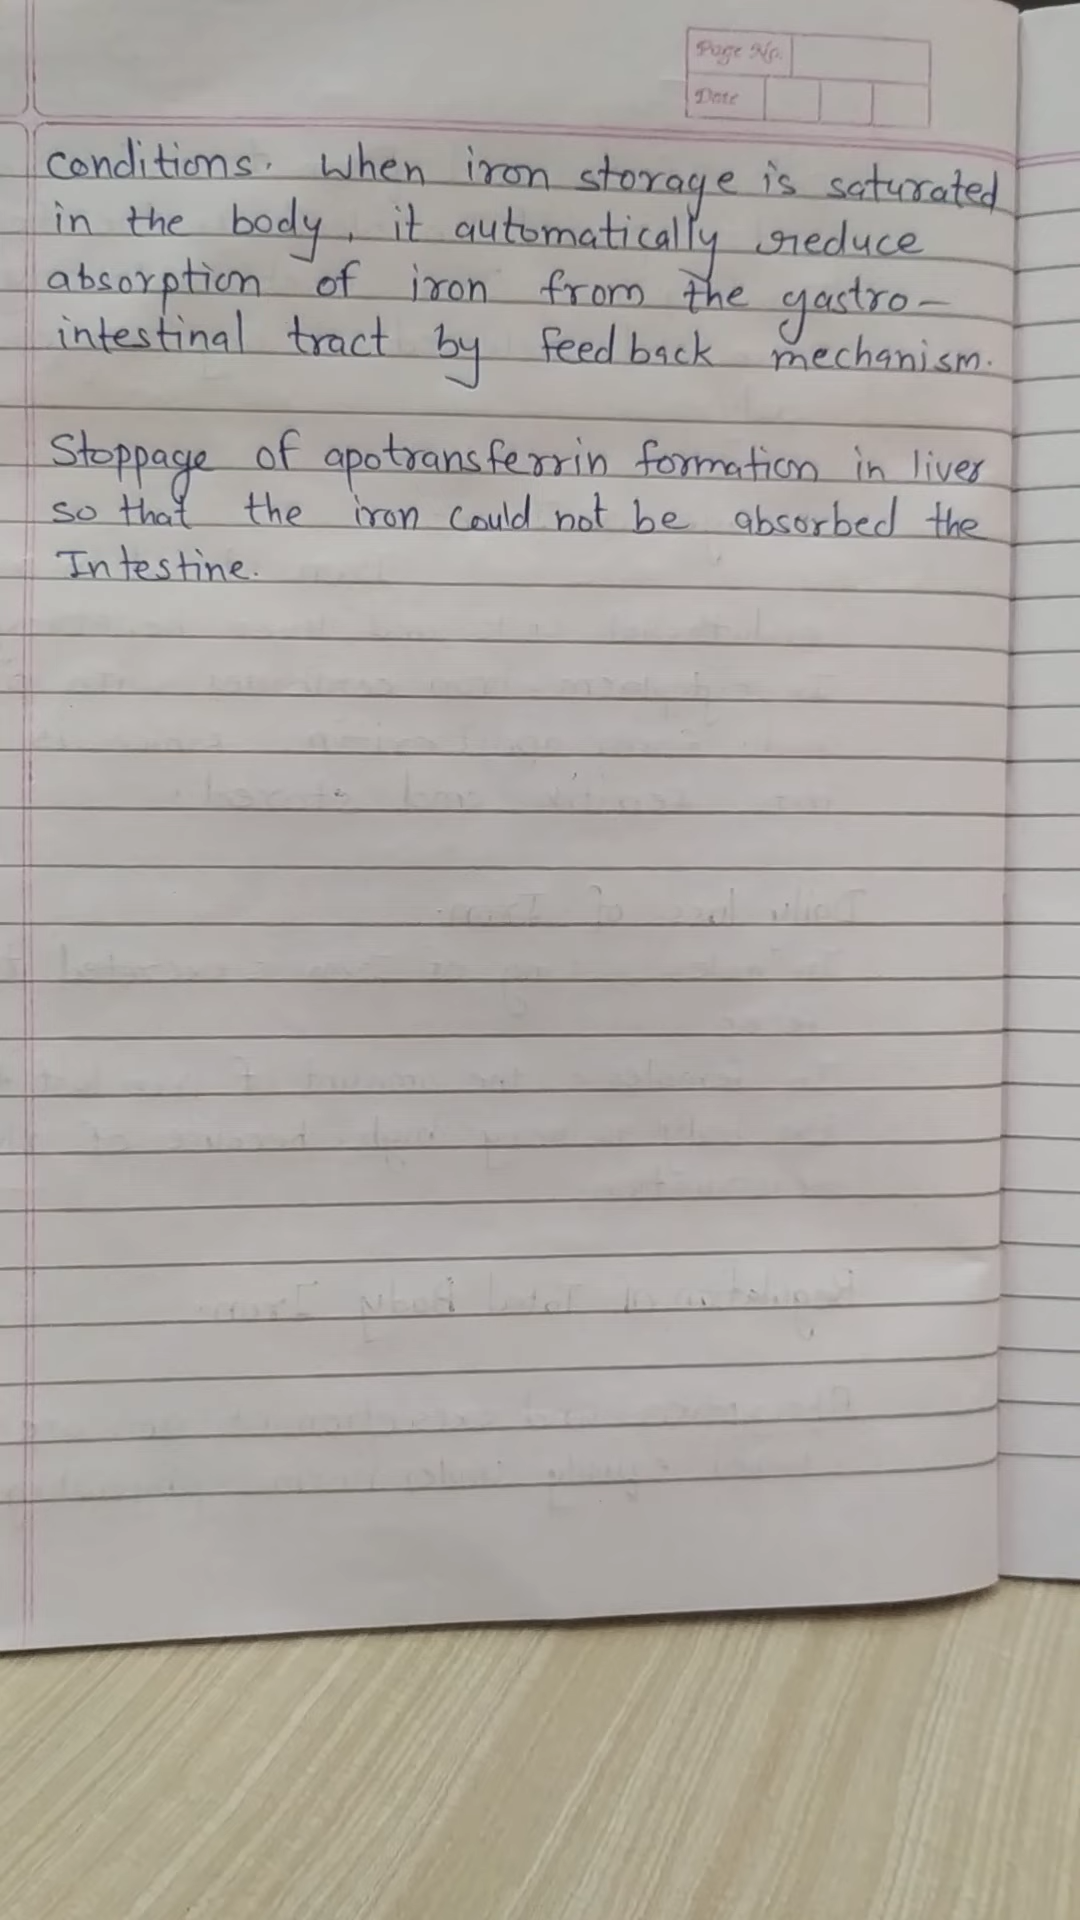 Page No.
Date
conditions. When iron storage is saturated
in the body, it automatically reduce
absorption of iron from the gastro-
intestinal tract by feedback mechanism.
Stoppage of apotransferrin formation in liver
so that the iron could not be absorbed the
Intestine.